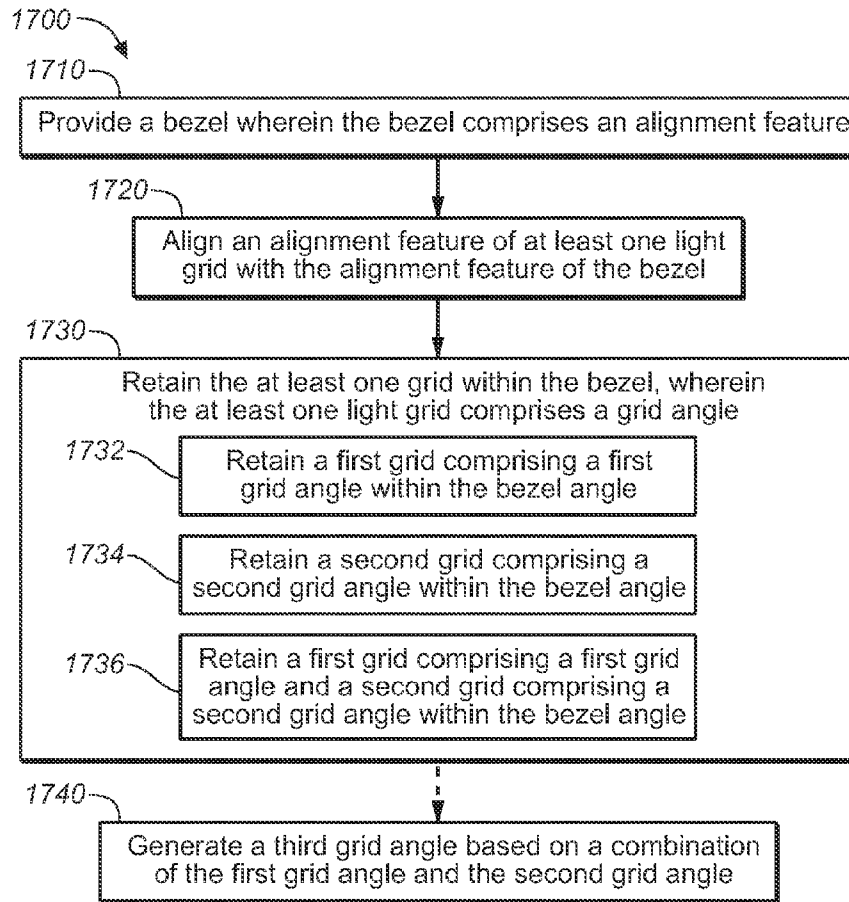 1700
1710
Provide a bezel wherein the bezel comprises an alignment feature
1720
Align an alignment feature of at least one light
grid with the alignment feature of the bezel
1730
Retain the at least one grid within the bezel, wherein
the at least one light grid comprises a grid angle
1732
Retain a first grid comprising a first
grid angle within the bezel angle
1734
Retain a second grid comprising a
second grid angle within the bezel angle
1736
Retain a first grid comprising a first grid
angle and a second grid comprising a
second grid angle within the bezel angle
1740
Generate a third grid angle based on a combination
of the first grid angle and the second grid angle